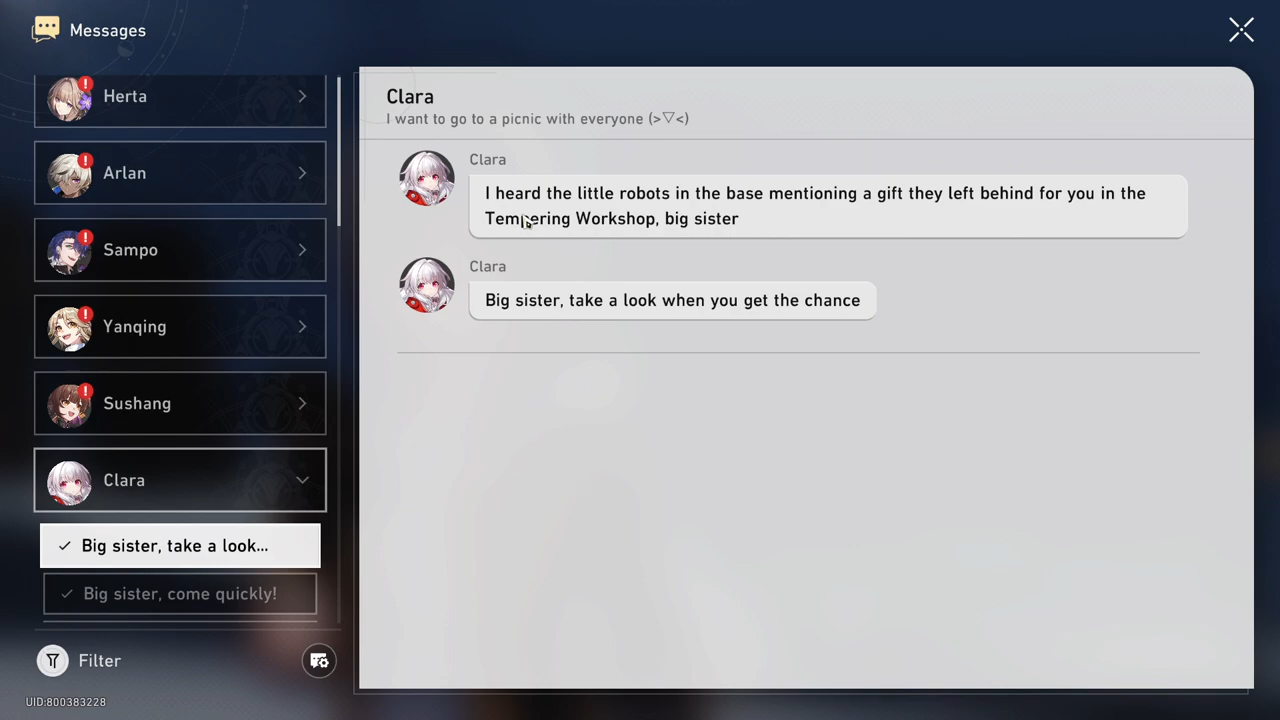 Messages
Herta
Arlan
Sampo
Yanqing
Sushang
Clara
Big sister, take a look...
Big sister, come quickly!
Filter
UID:800383228
Clara
I want to go to a picnic with everyone (>▽<)
Clara
I heard the little robots in the base mentioning a gift they left behind for you in the
Tempering Workshop, big sister
Clara
Big sister, take a look when you get the chance